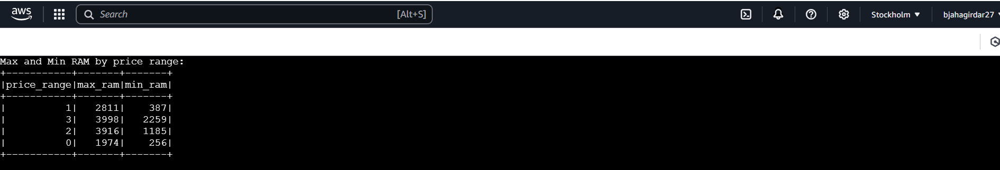 aws Search [Alt+S] Stockholm ▼ bjahagirdar27
Max and Min RAM by price range:
+-----------+-------+-------+
|price_range|max_ram|min_ram|
+-----------+-------+-------+
|          1|   2811|    387|
|          3|   3998|   2259|
|          2|   3916|   1185|
|          0|   1974|    256|
+-----------+-------+-------+